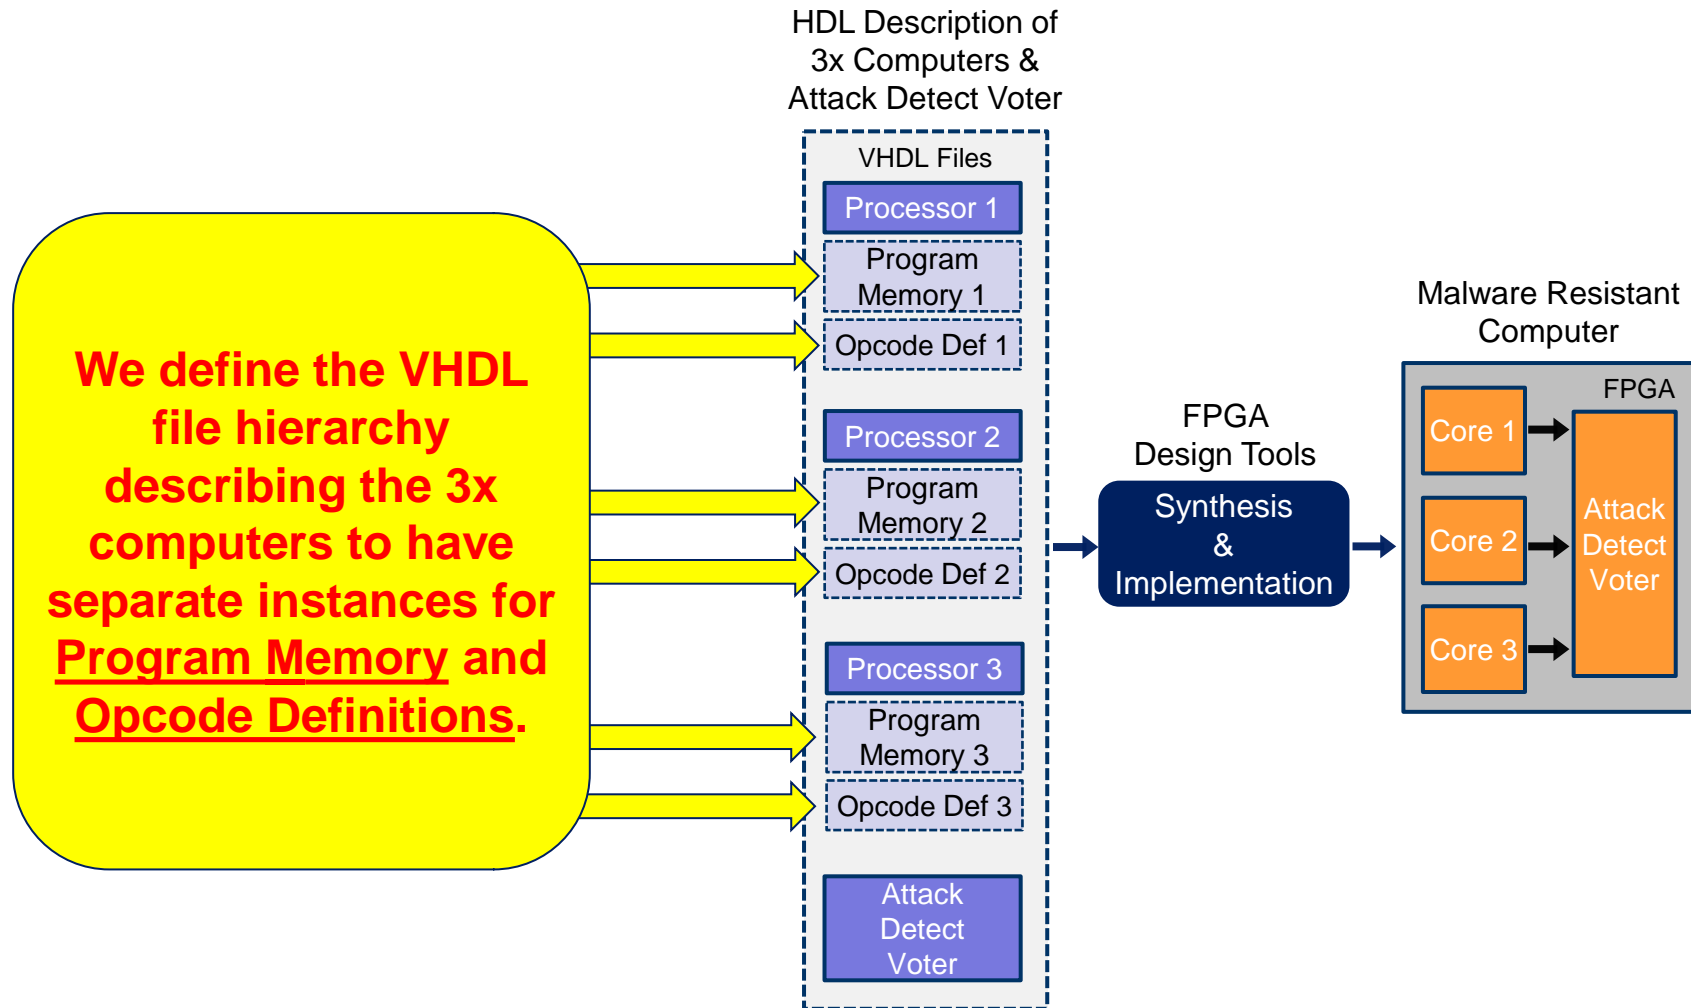 HDL Description of
3x Computers &
Attack Detect Voter
We define the VHDL
file hierarchy
describing the 3x
computers to have
separate instances for
Program Memory and
Opcode Definitions.
VHDL Files
Processor 1
Program
Memory 1
Opcode Def 1
Processor 2
Program
Memory 2
Opcode Def 2
Processor 3
Program
Memory 3
Opcode Def 3
Attack
Detect
Voter
FPGA
Design Tools
Synthesis
&
Implementation
Malware Resistant
Computer
FPGA
Core 1
Core 2
Core 3
Attack
Detect
Voter